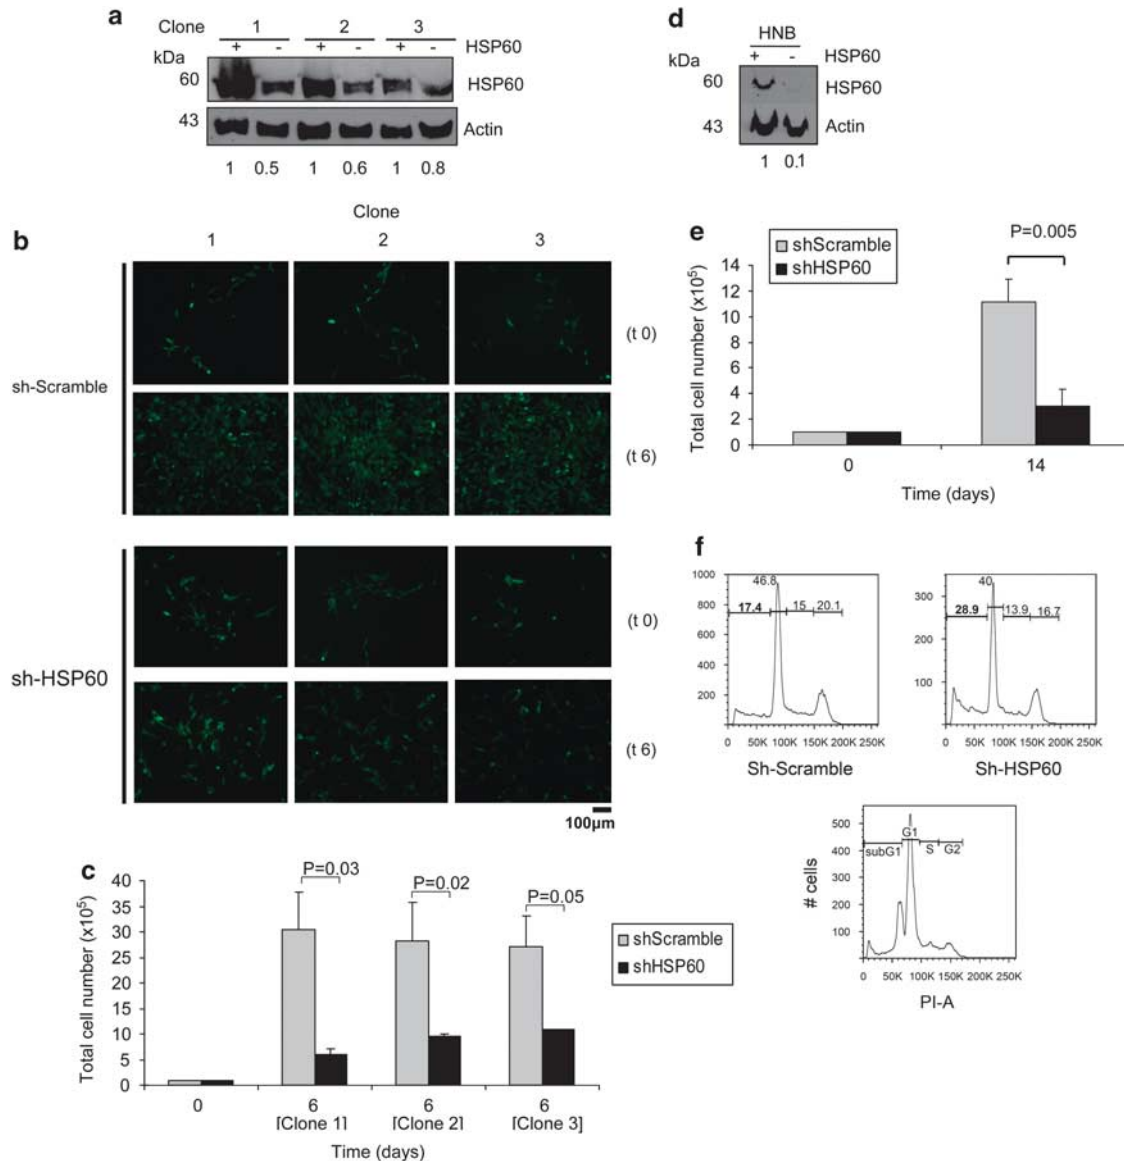 a
Clone 1 2 3
kDa + - + - + - HSP60
60 HSP60
43 Actin
1 0.5 1 0.6 1 0.8
d
HNB
kDa + - HSP60
60 HSP60
43 Actin
1 0.1
b
Clone
1 2 3
sh-Scramble
(t 0)
(t 6)
sh-HSP60
(t 0)
(t 6)
100μm
e
shScramble
shHSP60
P=0.005
Total cell number (x10⁵)
14
12
10
8
6
4
2
0
0 14
Time (days)
f
1000
800
600
400
200
46.8
17.4 15 20.1
0 50K 100K 150K 200K 250K
Sh-Scramble
300
200
100
0
40
28.9 13.9 16.7
0 50K 100K 150K 200K 250K
Sh-HSP60
500
400
300
200
100
0
G1
subG1 S G2
# cells
0 50K 100K 150K 200K 250K
PI-A
c
P=0.03 P=0.02 P=0.05
Total cell number (x10⁵)
40
35
30
25
20
15
10
5
0
0 6 6 6
[Clone 1] [Clone 2] [Clone 3]
Time (days)
shScramble
shHSP60